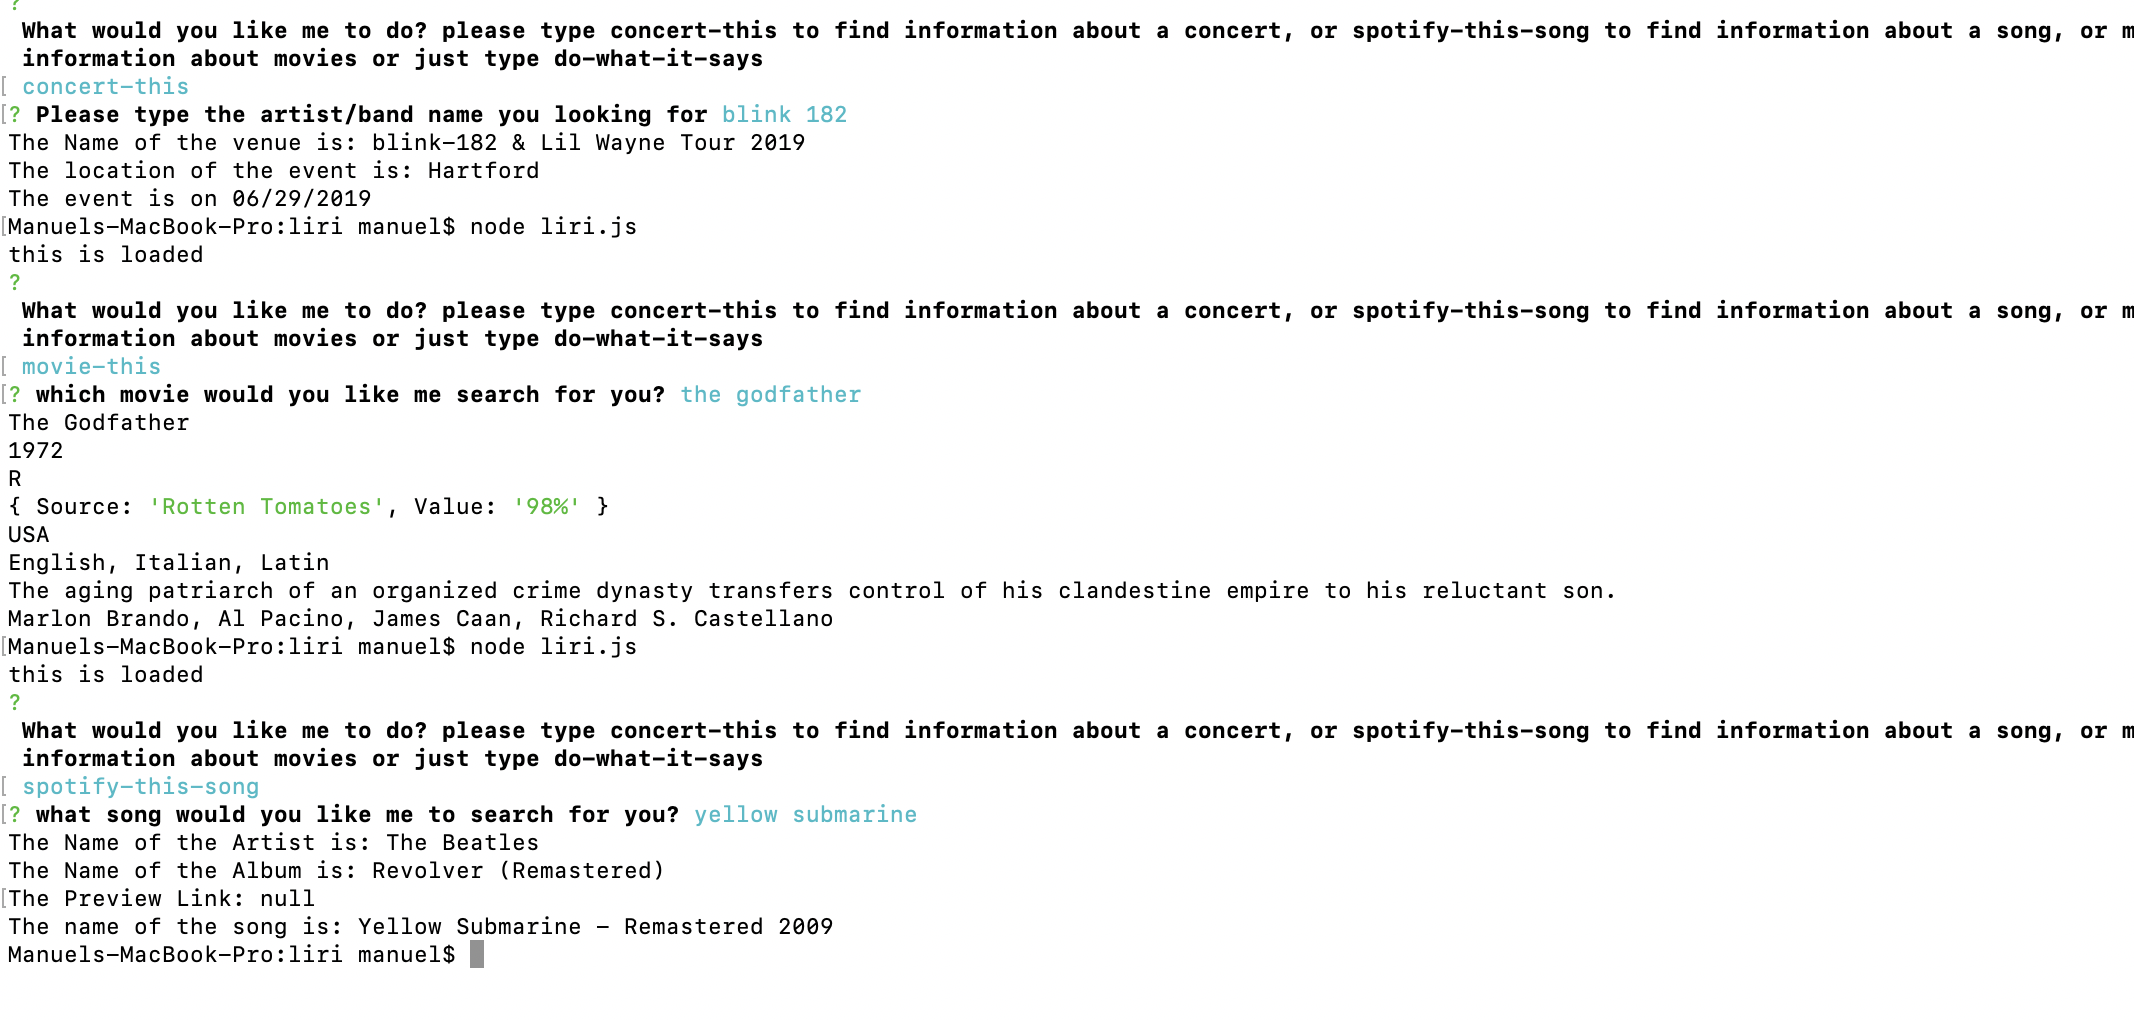 ?
What would you like me to do? please type concert-this to find information about a concert, or spotify-this-song to find information about a song, or m
information about movies or just type do-what-it-says
[ concert-this
[? Please type the artist/band name you looking for blink 182
The Name of the venue is: blink-182 & Lil Wayne Tour 2019
The location of the event is: Hartford
The event is on 06/29/2019
[Manuels-MacBook-Pro:liri manuel$ node liri.js
this is loaded
?
What would you like me to do? please type concert-this to find information about a concert, or spotify-this-song to find information about a song, or m
information about movies or just type do-what-it-says
[ movie-this
[? which movie would you like me search for you? the godfather
The Godfather
1972
R
{ Source: 'Rotten Tomatoes', Value: '98%' }
USA
English, Italian, Latin
The aging patriarch of an organized crime dynasty transfers control of his clandestine empire to his reluctant son.
Marlon Brando, Al Pacino, James Caan, Richard S. Castellano
[Manuels-MacBook-Pro:liri manuel$ node liri.js
this is loaded
?
What would you like me to do? please type concert-this to find information about a concert, or spotify-this-song to find information about a song, or m
information about movies or just type do-what-it-says
[ spotify-this-song
[? what song would you like me to search for you? yellow submarine
The Name of the Artist is: The Beatles
The Name of the Album is: Revolver (Remastered)
[The Preview Link: null
The name of the song is: Yellow Submarine - Remastered 2009
Manuels-MacBook-Pro:liri manuel$